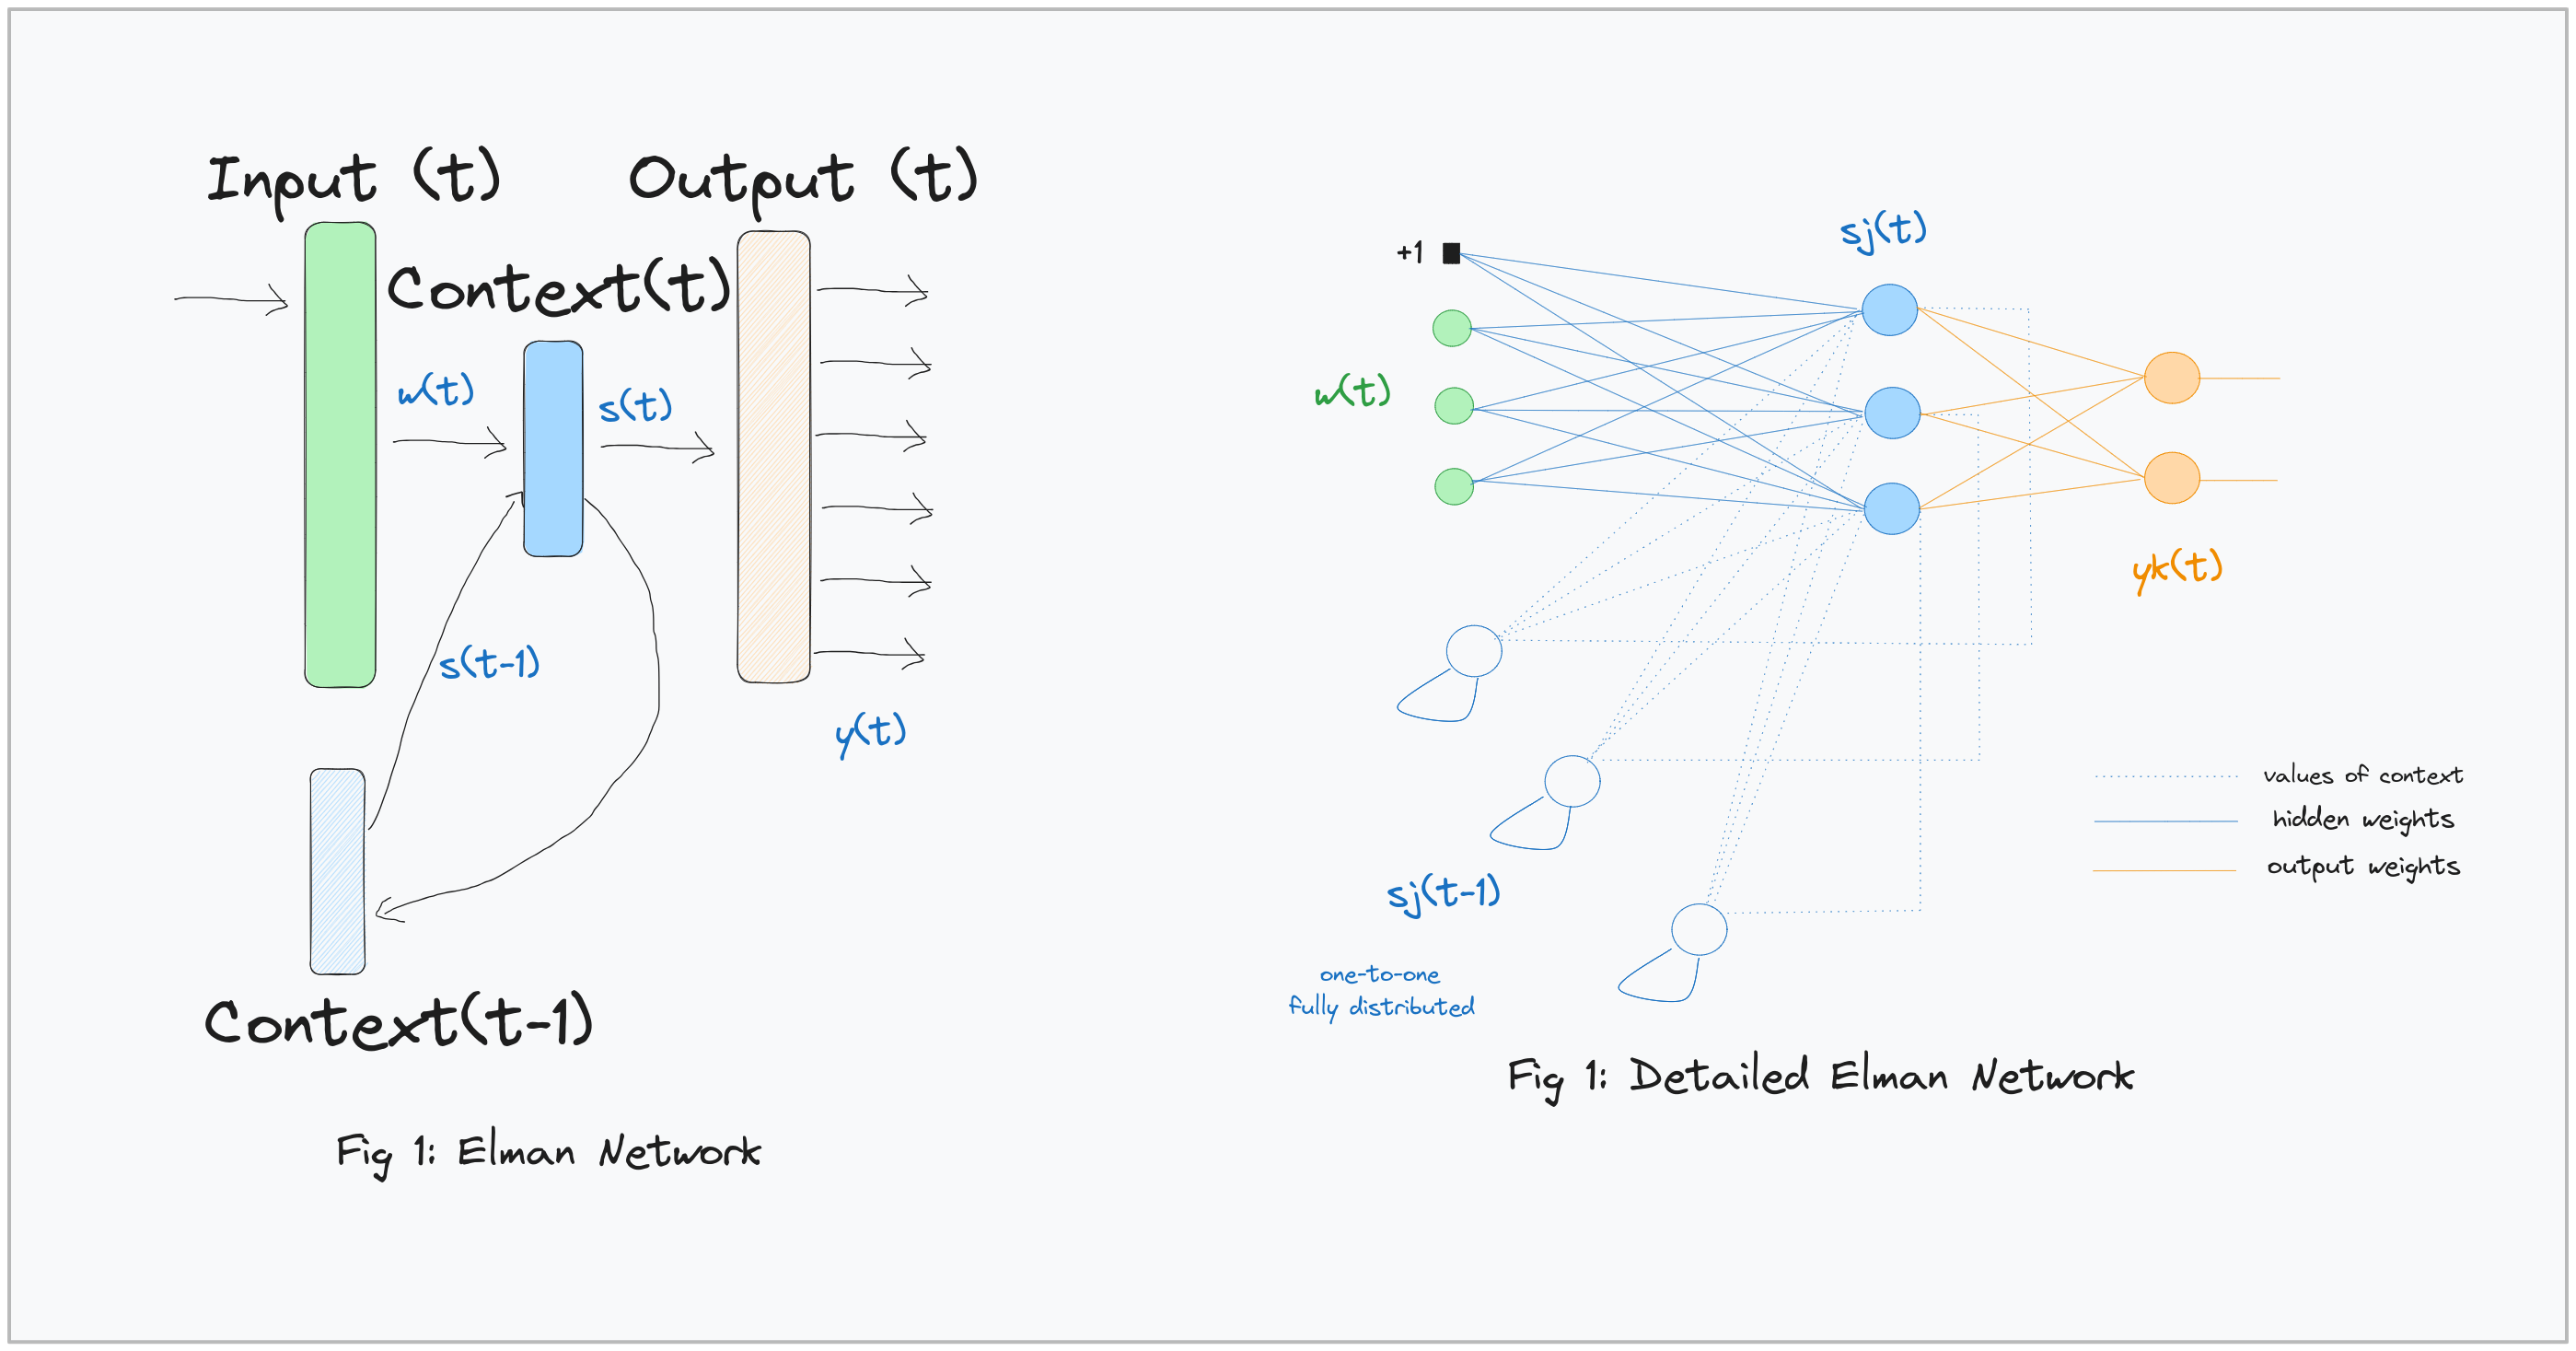 Input (t)
Output (t)
Context(t)
w(t)
s(t)
s(t-1)
y(t)
Context(t-1)
Fig 1: Elman Network
sj(t)
+1
w(t)
yk(t)
values of context
hidden weights
output weights
sj(t-1)
one-to-one
fully distributed
Fig 1: Detailed Elman Network